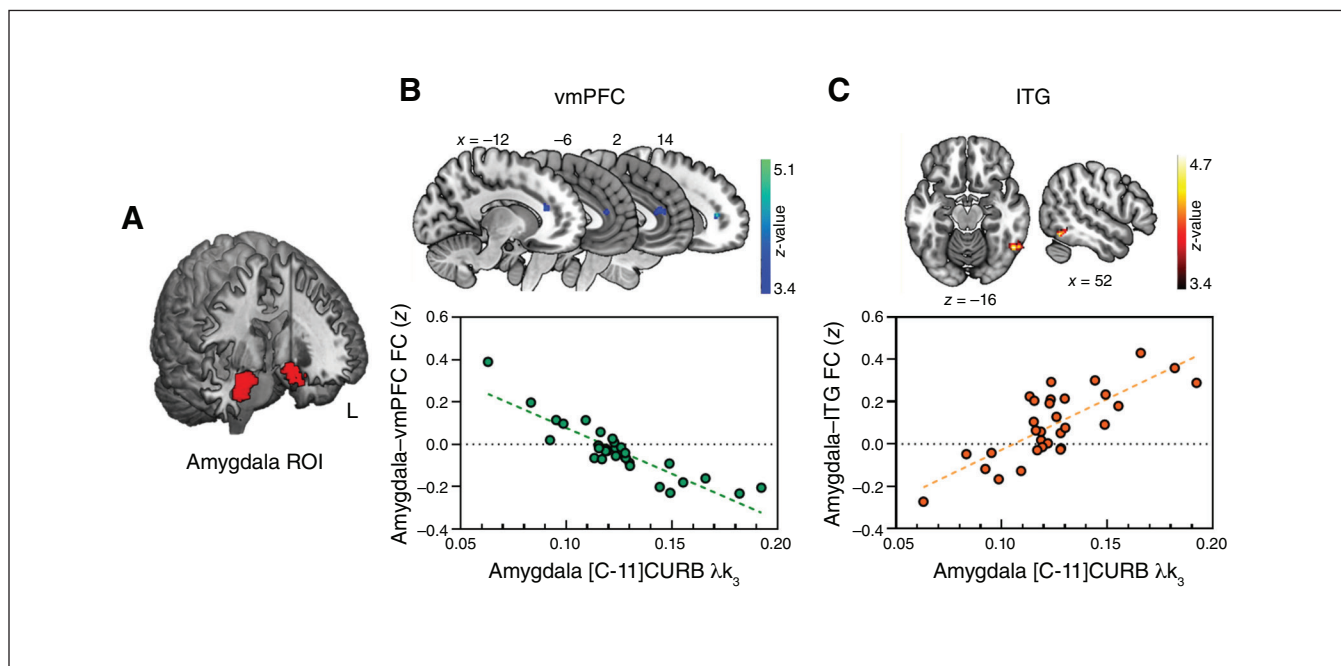 A
L
Amygdala ROI
B
vmPFC
x = –12 –6 2 14
5.1
z-value
3.4
0.6
0.4
0.2
0.0
–0.2
–0.4
Amygdala–vmPFC FC (z)
0.05 0.10 0.15 0.20
Amygdala [C-11]CURB λk3
C
ITG
4.7
z-value
3.4
z = –16
x = 52
0.6
0.4
0.2
0.0
–0.2
–0.4
Amygdala–ITG FC (z)
0.05 0.10 0.15 0.20
Amygdala [C-11]CURB λk3